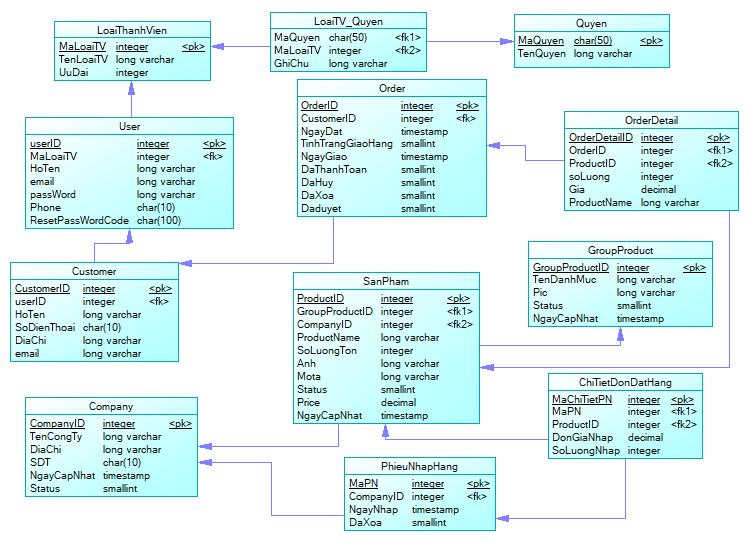 LoaiThanhVien
MaLoaiTV integer <pk>
TenLoaiTV long varchar
UuDai integer
LoaiTV_Quyen
MaQuyen char(50) <fk1>
MaLoaiTV integer <fk2>
GhiChu long varchar
Quyen
MaQuyen char(50) <pk>
TenQuyen long varchar
User
userID integer <pk>
MaLoaiTV integer <fk>
HoTen long varchar
email long varchar
passWord long varchar
Phone char(10)
ResetPassWordCode char(100)
Order
OrderID integer <pk>
CustomerID integer <fk>
NgayDat timestamp
TinhTrangGiaoHang smallint
NgayGiao timestamp
DaThanhToan smallint
DaHuy smallint
DaXoa smallint
Daduyet smallint
OrderDetail
OrderDetailID integer <pk>
OrderID integer <fk1>
ProductID integer <fk2>
soLuong integer
Gia decimal
ProductName long varchar
Customer
CustomerID integer <pk>
userID integer <fk>
HoTen long varchar
SoDienThoai char(10)
DiaChi long varchar
email long varchar
SanPham
ProductID integer <pk>
GroupProductID integer <fk1>
CompanyID integer <fk2>
ProductName long varchar
SoLuongTon integer
Anh long varchar
Mota long varchar
Status smallint
Price decimal
NgayCapNhat timestamp
GroupProduct
GroupProductID integer <pk>
TenDanhMuc long varchar
Pic long varchar
Status smallint
NgayCapNhat timestamp
Company
CompanyID integer <pk>
TenCongTy long varchar
DiaChi long varchar
SDT char(10)
NgayCapNhat timestamp
Status smallint
ChiTietDonDatHang
MaChiTietPN integer <pk>
MaPN integer <fk1>
ProductID integer <fk2>
DonGiaNhap decimal
SoLuongNhap integer
PhieuNhapHang
MaPN integer <pk>
CompanyID integer <fk>
NgayNhap timestamp
DaXoa smallint